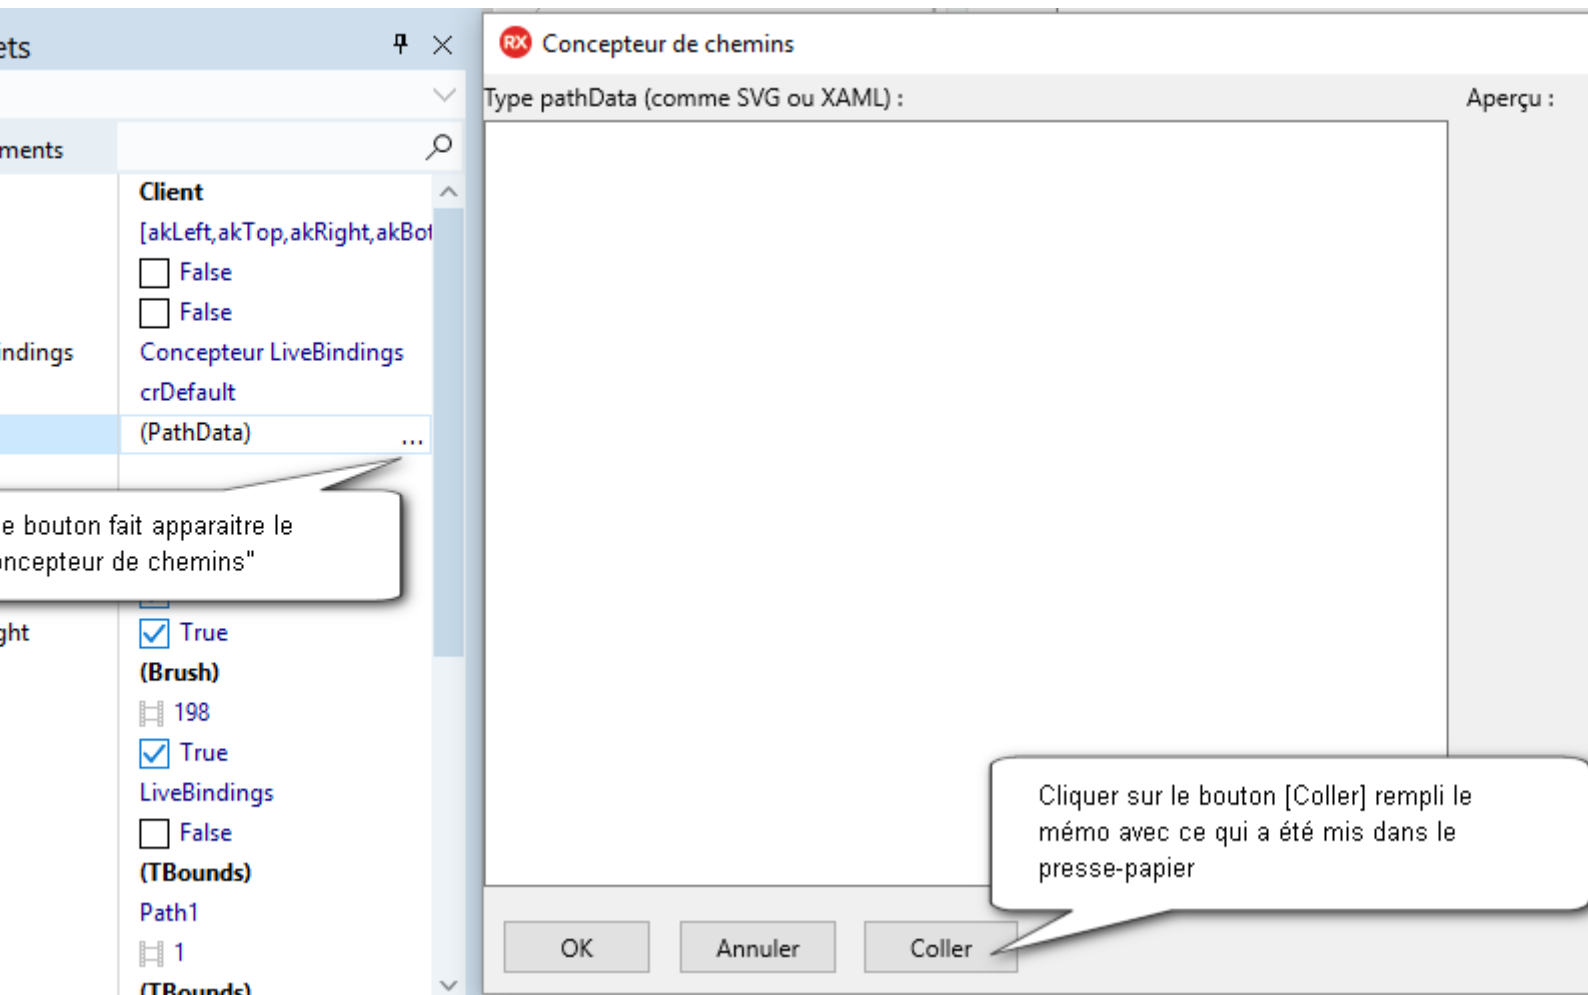 ets
ments
Client
[akLeft,akTop,akRight,akBot
False
False
indings
Concepteur LiveBindings
crDefault
(PathData)
...
e bouton fait apparaitre le
oncepteur de chemins"
ght
True
(Brush)
198
True
LiveBindings
False
(TBounds)
Path1
1
(TBounds)
RX Concepteur de chemins
Type pathData (comme SVG ou XAML) :
Aperçu :
Cliquer sur le bouton [Coller] rempli le
mémo avec ce qui a été mis dans le
presse-papier
OK
Annuler
Coller